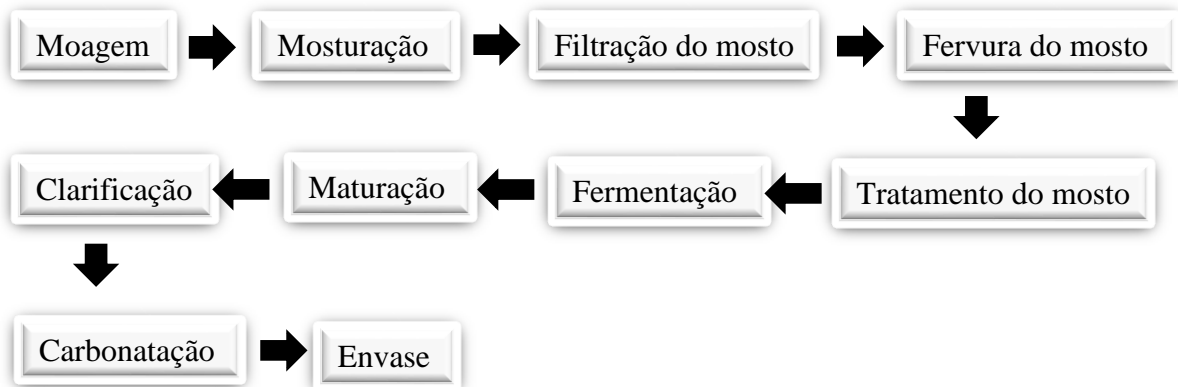 Moagem
Mosturação
Filtração do mosto
Fervura do mosto
Tratamento do mosto
Fermentação
Maturação
Clarificação
Carbonatação
Envase